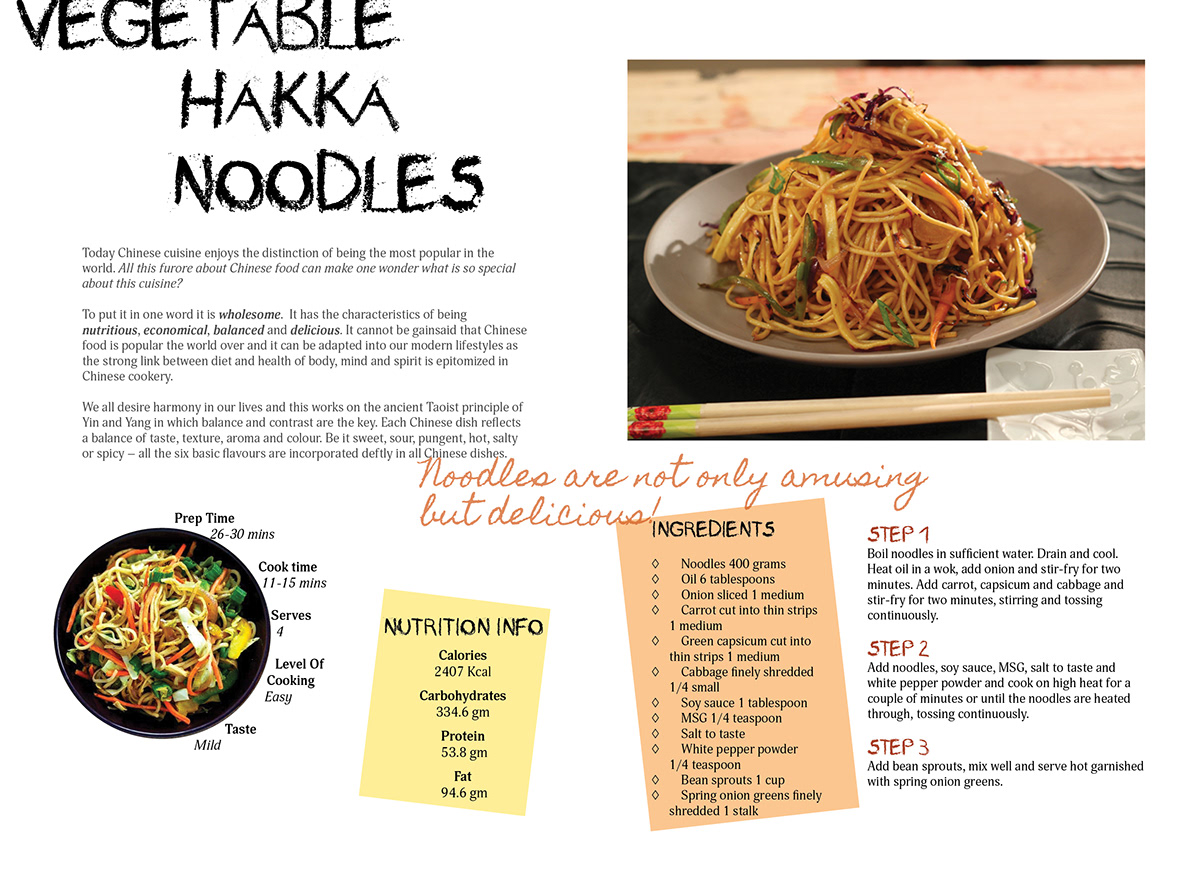 VEGETABLE
HAKKA
NOODLES
Today Chinese cuisine enjoys the distinction of being the most popular in the
world. All this furore about Chinese food can make one wonder what is so special
about this cuisine?
To put it in one word it is wholesome. It has the characteristics of being
nutritious, economical, balanced and delicious. It cannot be gainsaid that Chinese
food is popular the world over and it can be adapted into our modern lifestyles as
the strong link between diet and health of body, mind and spirit is epitomized in
Chinese cookery.
We all desire harmony in our lives and this works on the ancient Taoist principle of
Yin and Yang in which balance and contrast are the key. Each Chinese dish reflects
a balance of taste, texture, aroma and colour. Be it sweet, sour, pungent, hot, salty
or spicy – all the six basic flavours are incorporated deftly in all Chinese dishes.
Noodles are not only amusing
but delicious!
Prep Time
26-30 mins
Cook time
11-15 mins
Serves
4
Level Of
Cooking
Easy
Taste
Mild
NUTRITION INFO
Calories
2407 Kcal
Carbohydrates
334.6 gm
Protein
53.8 gm
Fat
94.6 gm
INGREDIENTS
◊ Noodles 400 grams
◊ Oil 6 tablespoons
◊ Onion sliced 1 medium
◊ Carrot cut into thin strips
1 medium
◊ Green capsicum cut into
thin strips 1 medium
◊ Cabbage finely shredded
1/4 small
◊ Soy sauce 1 tablespoon
◊ MSG 1/4 teaspoon
◊ Salt to taste
◊ White pepper powder
1/4 teaspoon
◊ Bean sprouts 1 cup
◊ Spring onion greens finely
shredded 1 stalk
STEP 1
Boil noodles in sufficient water. Drain and cool.
Heat oil in a wok, add onion and stir-fry for two
minutes. Add carrot, capsicum and cabbage and
stir-fry for two minutes, stirring and tossing
continuously.
STEP 2
Add noodles, soy sauce, MSG, salt to taste and
white pepper powder and cook on high heat for a
couple of minutes or until the noodles are heated
through, tossing continuously.
STEP 3
Add bean sprouts, mix well and serve hot garnished
with spring onion greens.